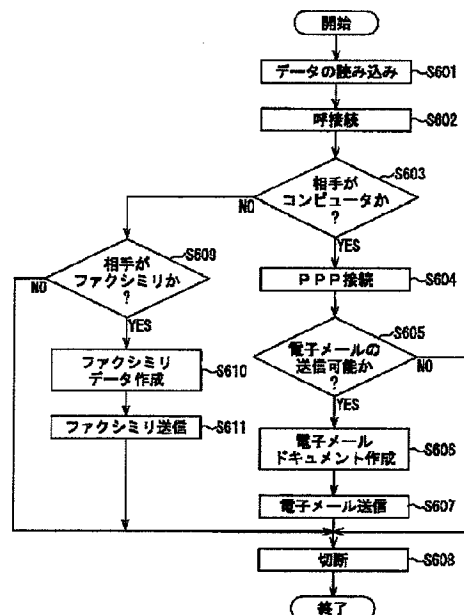 開始
データの読み込み
S601
呼接続
S602
相手が
コンピュータか
?
S603
NO
YES
相手が
ファクシミリか
?
S609
NO
YES
PPP接続
S604
ファクシミリ
データ作成
S610
電子メールの
送信可能か
?
S605
NO
YES
ファクシミリ送信
S611
電子メール
ドキュメント作成
S606
電子メール送信
S607
切断
S608
終了